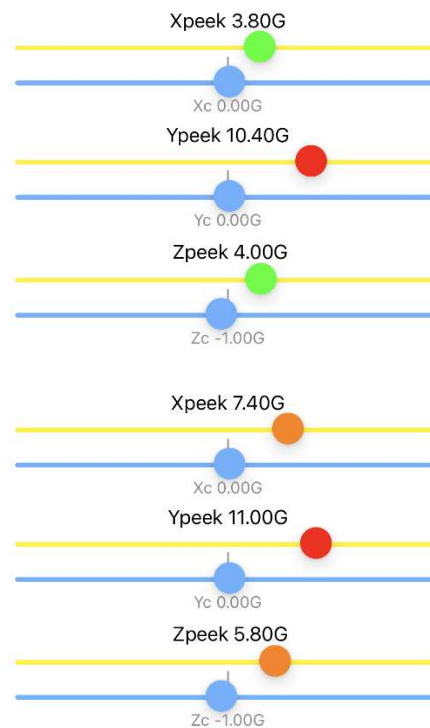 Xpeek 3.80G
Xc 0.00G
Ypeek 10.40G
Yc 0.00G
Zpeek 4.00G
Zc -1.00G
Xpeek 7.40G
Xc 0.00G
Ypeek 11.00G
Yc 0.00G
Zpeek 5.80G
Zc -1.00G